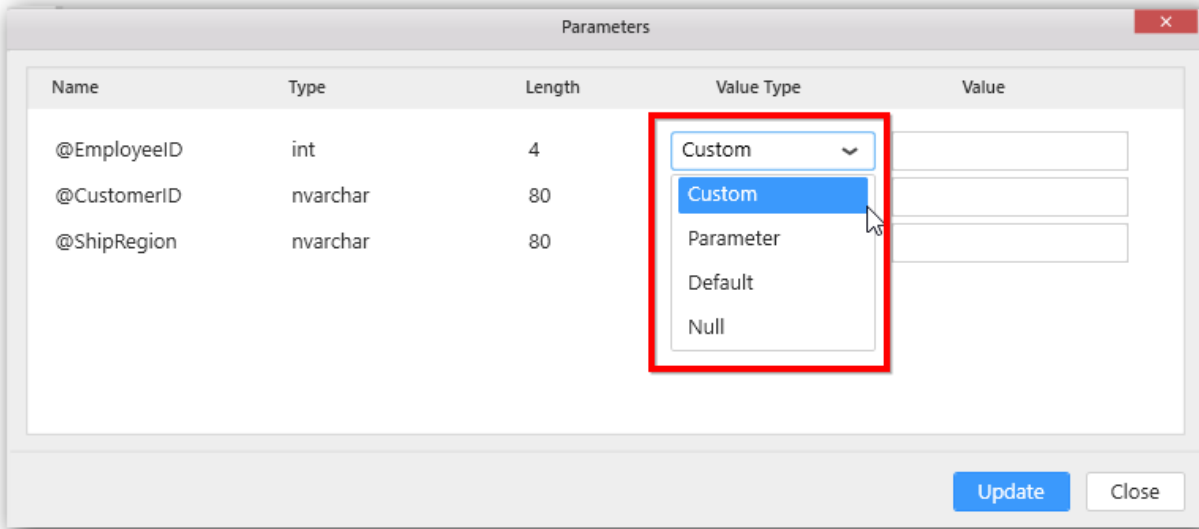 Parameters
Name Type Length Value Type Value
@EmployeeID int 4 Custom
@CustomerID nvarchar 80 Custom
@ShipRegion nvarchar 80 Parameter
Default
Null
Update Close